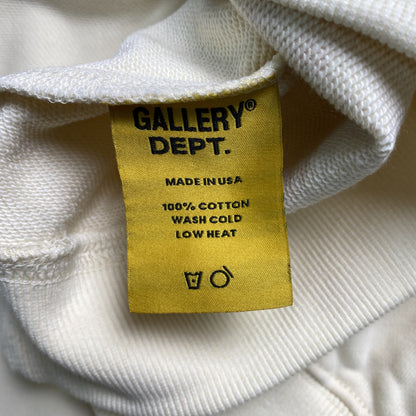 GALLERY®
DEPT.
MADE IN USA
100% COTTON
WASH COLD
LOW HEAT